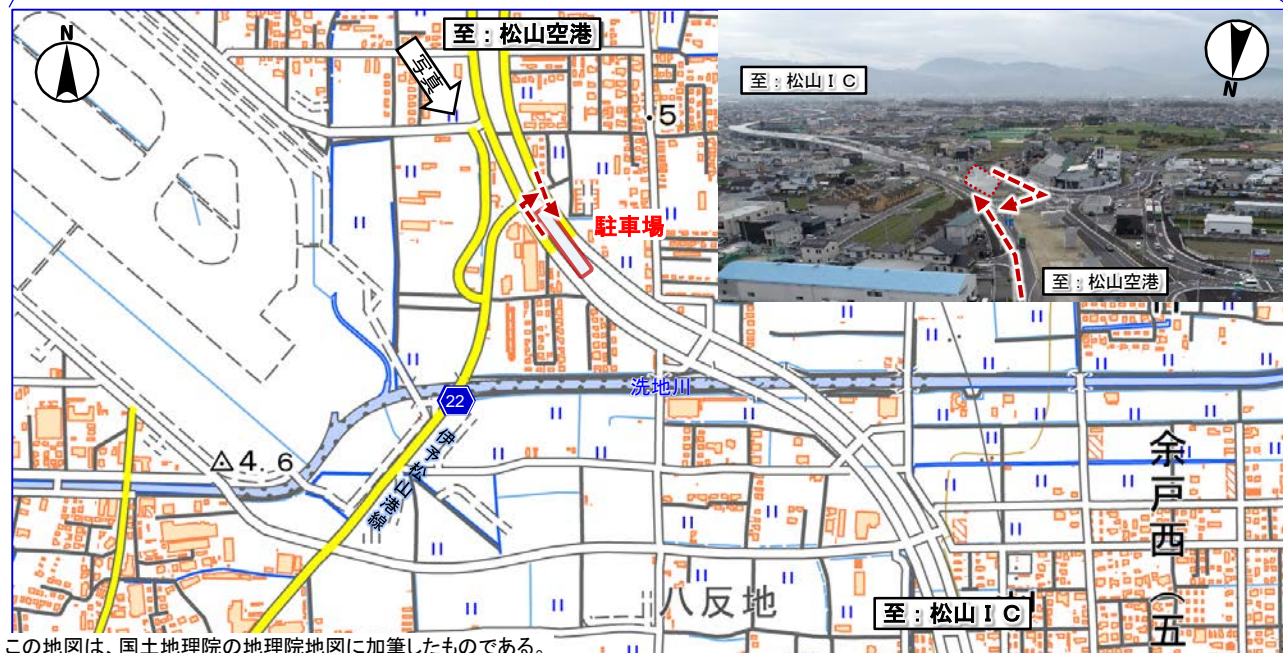 N
至：松山空港
写真
・5
駐車場
至：松山ＩＣ
N
至：松山空港
洗地川
22
伊予松山港線
△4.6
余戸西（五
八反地
至：松山ＩＣ
この地図は、国土地理院の地理院地図に加筆したものである。